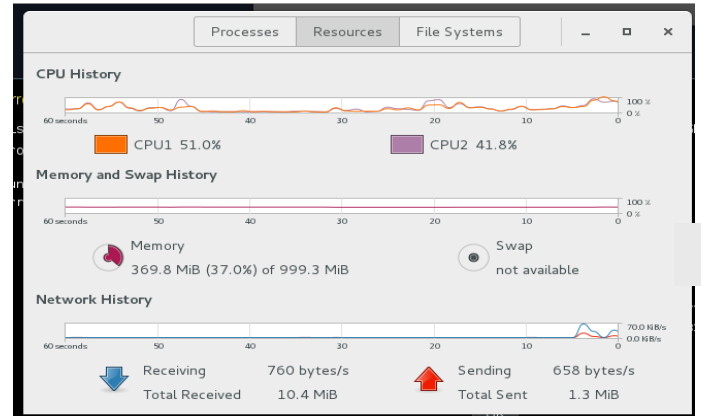 Processes Resources File Systems
CPU History
100 %
0 %
60 seconds 50 40 30 20 10 0
CPU1 51.0% CPU2 41.8%
Memory and Swap History
100 %
0 %
60 seconds 50 40 30 20 10 0
Memory Swap
369.8 MiB (37.0%) of 999.3 MiB not available
Network History
70.0 KiB/s
0.0 KiB/s
60 seconds 50 40 30 20 10 0
Receiving 760 bytes/s Sending 658 bytes/s
Total Received 10.4 MiB Total Sent 1.3 MiB